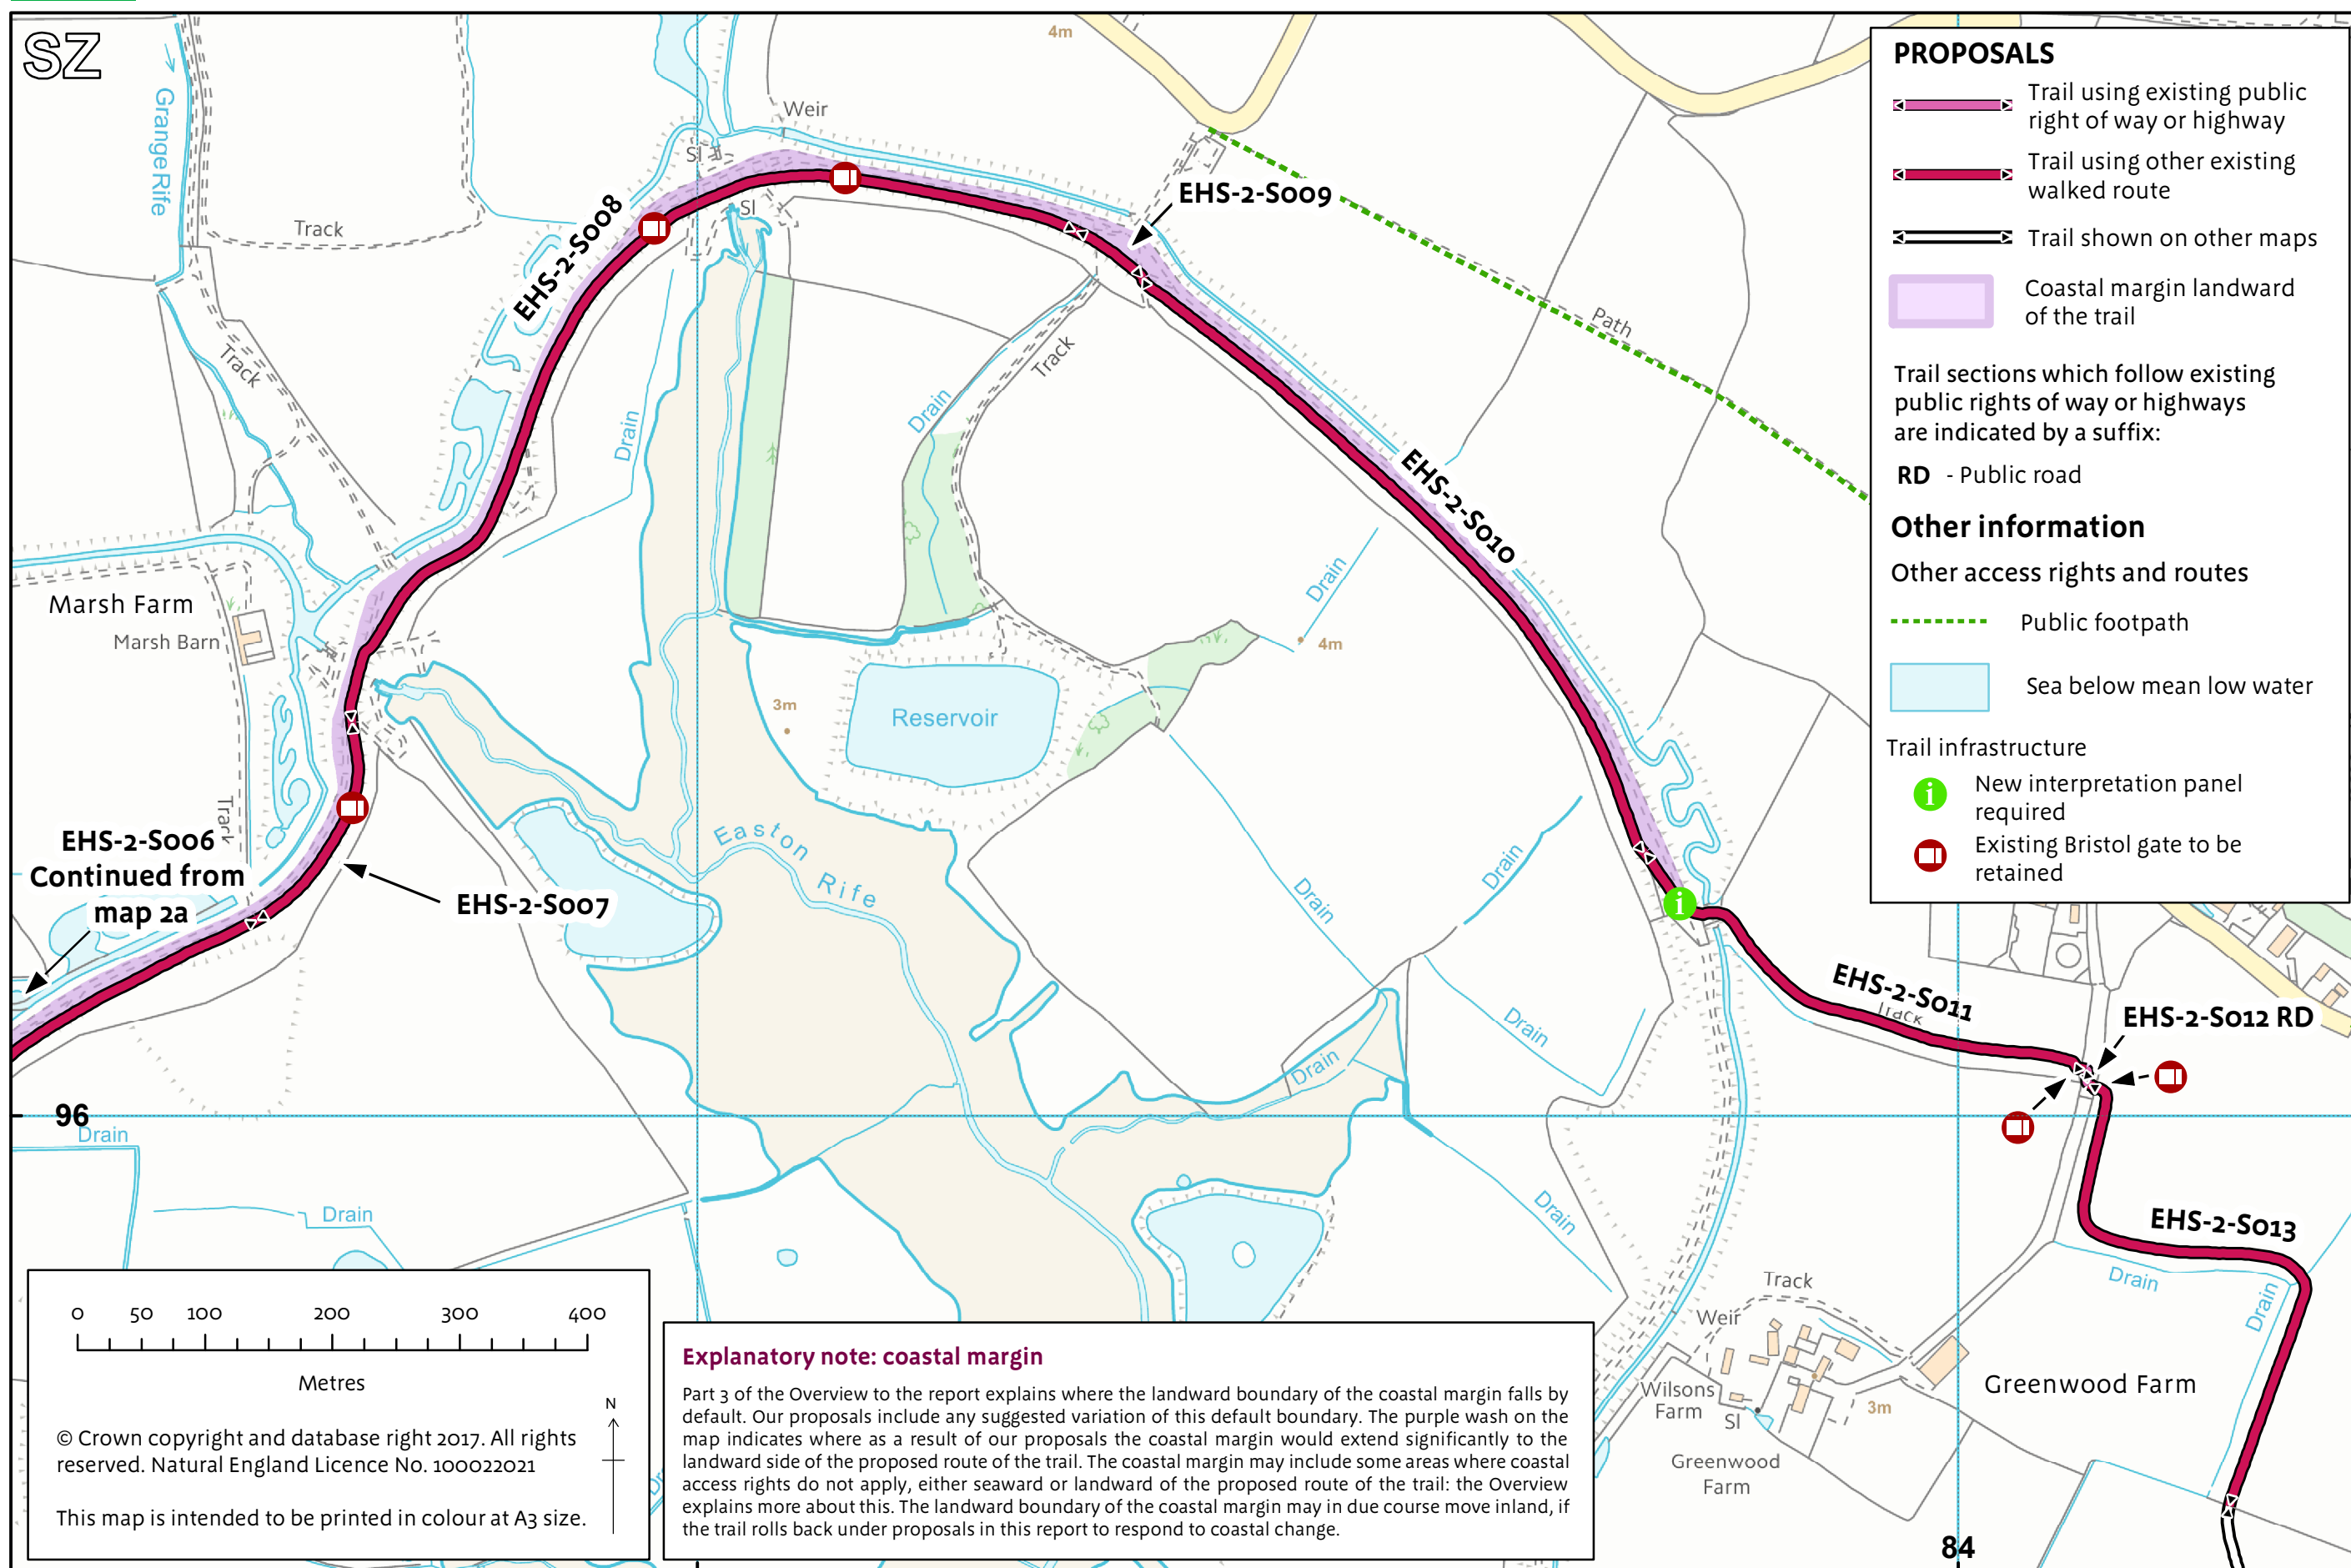 SZ
Grange Rife
Track
Track
Weir
Sl
Sl
4m
EHS-2-S008
EHS-2-S009
Path
Drain
Drain
Track
EHS-2-S010
Drain
4m
3m
Reservoir
Marsh Farm
Marsh Barn
Track
EHS-2-S006
Continued from
map 2a
EHS-2-S007
Easton Rife
Drain
Drain
Drain
Drain
Drain
EHS-2-S011
Track
EHS-2-S012 RD
96
Drain
Drain
EHS-2-S013
Drain
Drain
Track
Weir
Wilsons
Farm
Sl
3m
Greenwood Farm
Greenwood
Farm
84
PROPOSALS
Trail using existing public
right of way or highway
Trail using other existing
walked route
Trail shown on other maps
Coastal margin landward
of the trail
Trail sections which follow existing
public rights of way or highways
are indicated by a suffix:
RD - Public road
Other information
Other access rights and routes
Public footpath
Sea below mean low water
Trail infrastructure
i New interpretation panel
required
Existing Bristol gate to be
retained
i
0 50 100 200 300 400
Metres
N
© Crown copyright and database right 2017. All rights
reserved. Natural England Licence No. 100022021
This map is intended to be printed in colour at A3 size.
Explanatory note: coastal margin
Part 3 of the Overview to the report explains where the landward boundary of the coastal margin falls by
default. Our proposals include any suggested variation of this default boundary. The purple wash on the
map indicates where as a result of our proposals the coastal margin would extend significantly to the
landward side of the proposed route of the trail. The coastal margin may include some areas where coastal
access rights do not apply, either seaward or landward of the proposed route of the trail: the Overview
explains more about this. The landward boundary of the coastal margin may in due course move inland, if
the trail rolls back under proposals in this report to respond to coastal change.